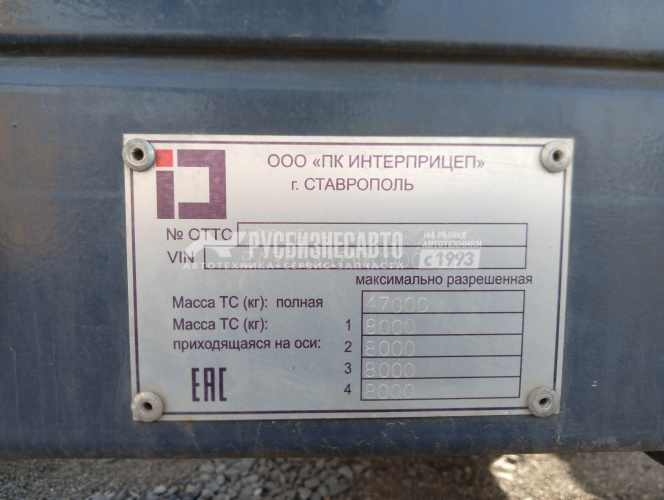 ООО «ПК ИНТЕРПРИЦЕП»
г. СТАВРОПОЛЬ
№ ОТТС
VIN
РУСБИЗНЕСАВТО
АВТОТЕХНИКА•СЕРВИС•ЗАПЧАСТИ
НА РЫНКЕ
АВТОТЕХНИКИ
с 1993
максимально разрешенная
Масса ТС (кг): полная 47000
Масса ТС (кг): 1 8000
приходящаяся на оси: 2 8000
3 8000
4 8000
ЕАС